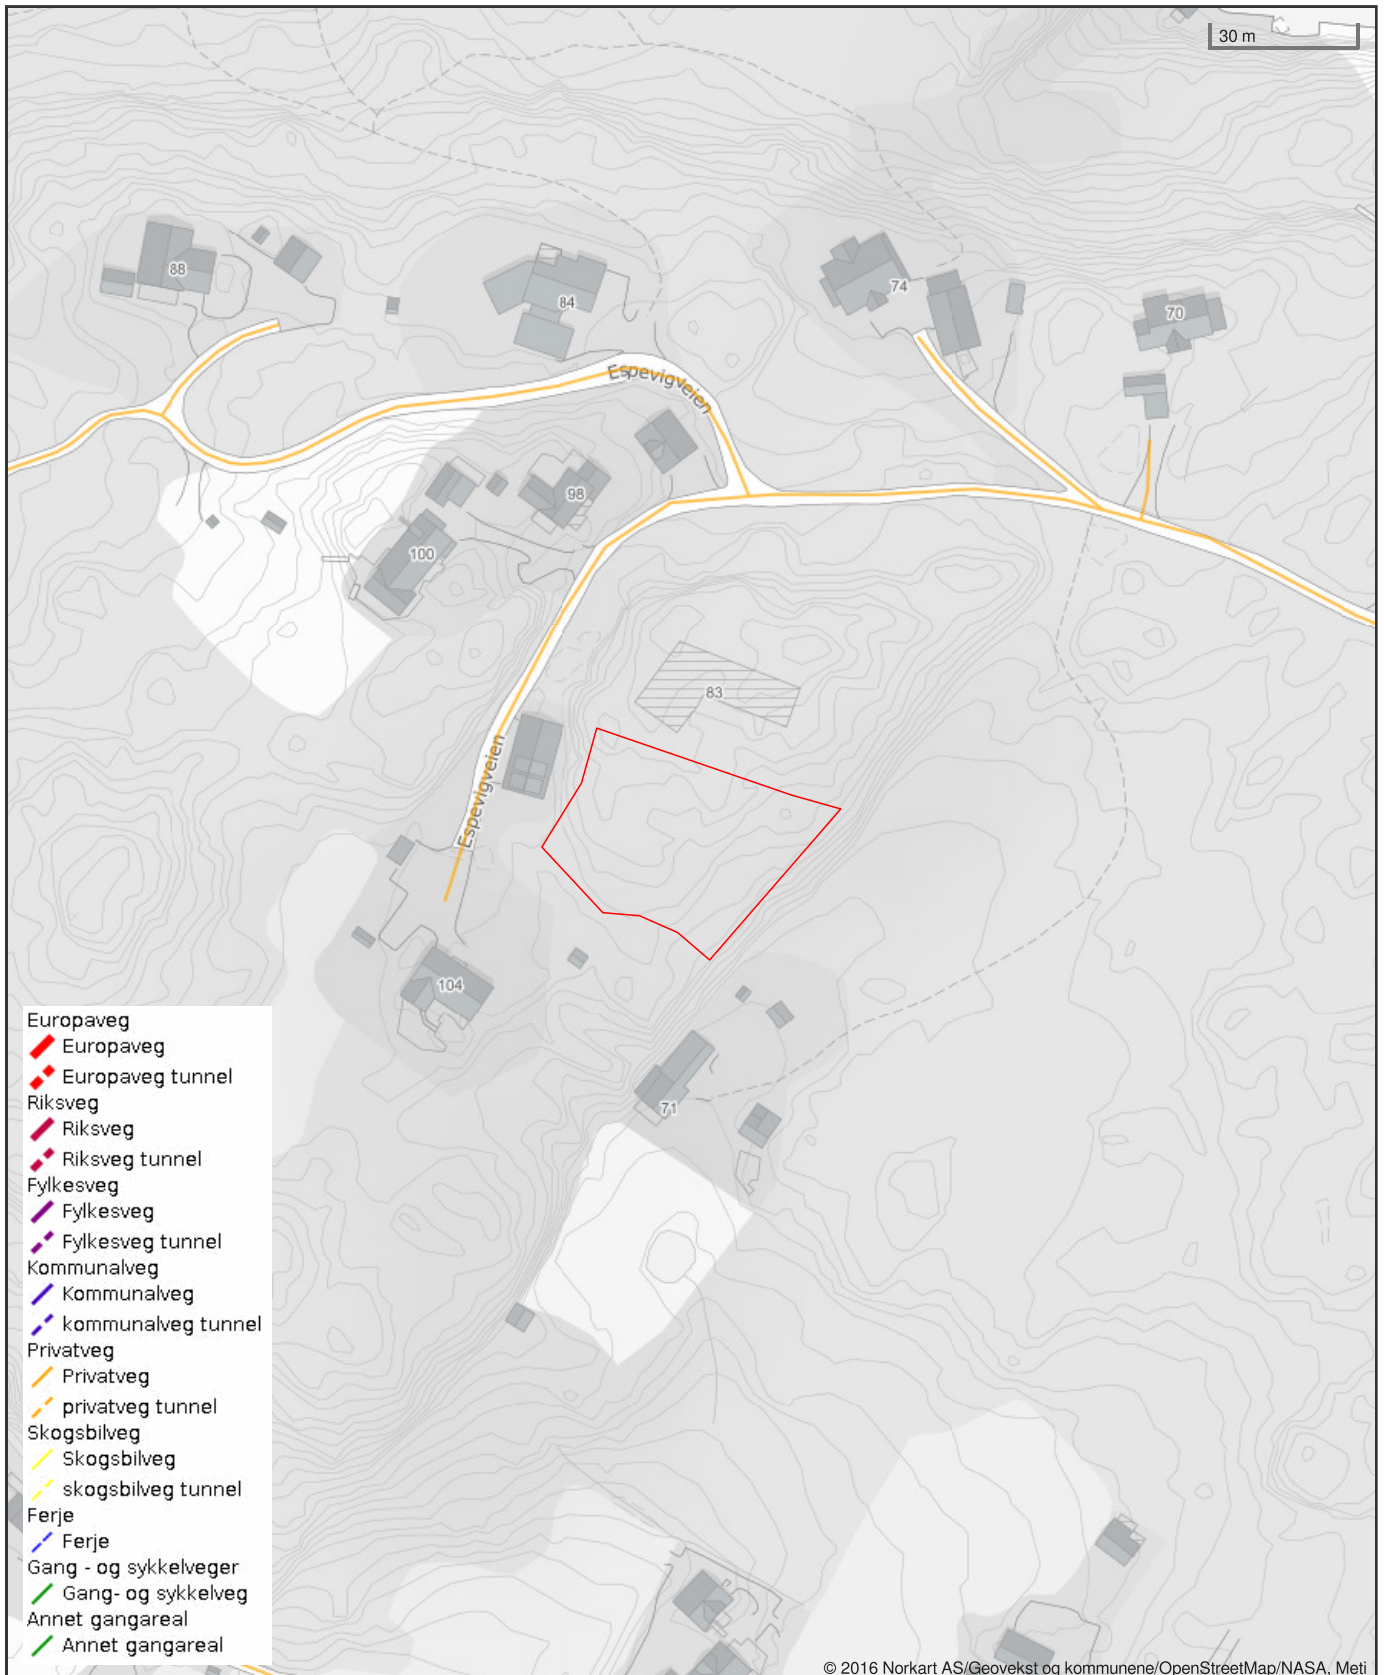 30 m
88
84
74
70
Espevigveien
98
100
83
Espevigveien
104
71
Europaveg
Europaveg
Europaveg tunnel
Riksveg
Riksveg
Riksveg tunnel
Fylkesveg
Fylkesveg
Fylkesveg tunnel
Kommunalveg
Kommunalveg
kommunalveg tunnel
Privatveg
Privatveg
privatveg tunnel
Skogsbilveg
Skogsbilveg
skogsbilveg tunnel
Ferje
Ferje
Gang - og sykkelveger
Gang- og sykkelveg
Annet gangareal
Annet gangareal
© 2016 Norkart AS/Geovekst og kommunene/OpenStreetMap/NASA, Meti